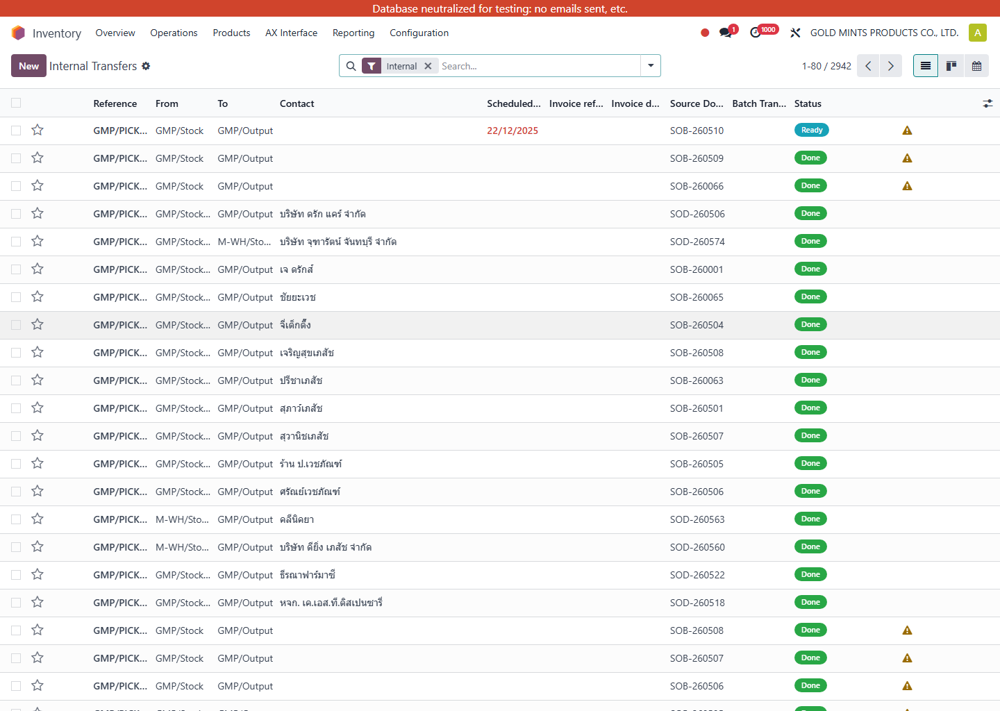 Database neutralized for testing: no emails sent, etc.
Inventory Overview Operations Products AX Interface Reporting Configuration 1 1000 GOLD MINTS PRODUCTS CO., LTD. A
New Internal Transfers Internal Search... 1-80 / 2942
Reference From To Contact Scheduled... Invoice ref... Invoice d... Source Do... Batch Tran... Status
GMP/PICK... GMP/Stock GMP/Output 22/12/2025 SOB-260510 Ready
GMP/PICK... GMP/Stock GMP/Output SOB-260509 Done
GMP/PICK... GMP/Stock GMP/Output SOB-260066 Done
GMP/PICK... GMP/Stock... GMP/Output บริษัท ดรัก แคร์ จำกัด SOD-260506 Done
GMP/PICK... GMP/Stock... M-WH/Sto... บริษัท จุฑารัตน์ จันทบุรี จำกัด SOD-260574 Done
GMP/PICK... GMP/Stock... GMP/Output เจ ดรักส์ SOB-260001 Done
GMP/PICK... GMP/Stock... GMP/Output ชัยยะเวช SOB-260065 Done
GMP/PICK... GMP/Stock... GMP/Output จี่เต็กตึ๊ง SOB-260504 Done
GMP/PICK... GMP/Stock... GMP/Output เจริญสุขเภสัช SOB-260508 Done
GMP/PICK... GMP/Stock... GMP/Output ปรีชาเภสัช SOB-260063 Done
GMP/PICK... GMP/Stock... GMP/Output สุภาว์เภสัช SOB-260501 Done
GMP/PICK... GMP/Stock... GMP/Output สุวานิชเภสัช SOB-260507 Done
GMP/PICK... GMP/Stock... GMP/Output ร้าน ป.เวชภัณฑ์ SOB-260505 Done
GMP/PICK... GMP/Stock... GMP/Output ศรัณย์เวชภัณฑ์ SOB-260506 Done
GMP/PICK... M-WH/Sto... GMP/Output คลีนิคยา SOD-260563 Done
GMP/PICK... M-WH/Sto... GMP/Output บริษัท ดียิ่ง เภสัช จำกัด SOD-260560 Done
GMP/PICK... GMP/Stock... GMP/Output ธีรณาฟาร์มาซี SOD-260522 Done
GMP/PICK... GMP/Stock... GMP/Output หจก. เค.เอส.ที.ดิสเปนซารี่ SOD-260518 Done
GMP/PICK... GMP/Stock GMP/Output SOB-260508 Done
GMP/PICK... GMP/Stock GMP/Output SOB-260507 Done
GMP/PICK... GMP/Stock GMP/Output SOB-260506 Done